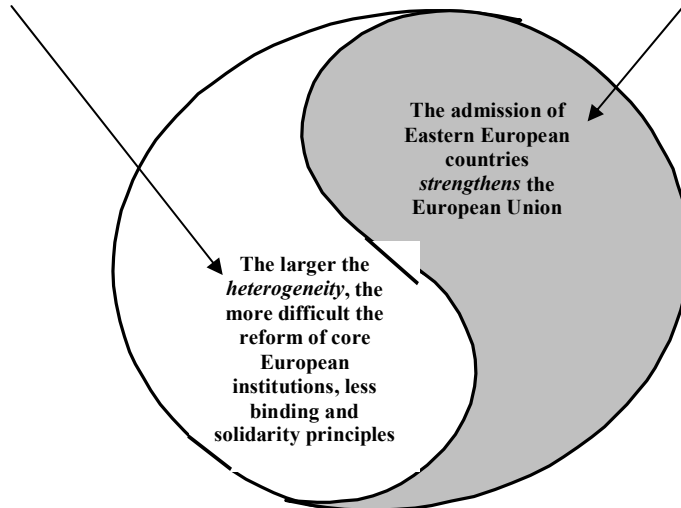 The admission of
Eastern European
countries
strengthens the
European Union
The larger the
heterogeneity, the
more difficult the
reform of core
European
institutions, less
binding and
solidarity principles